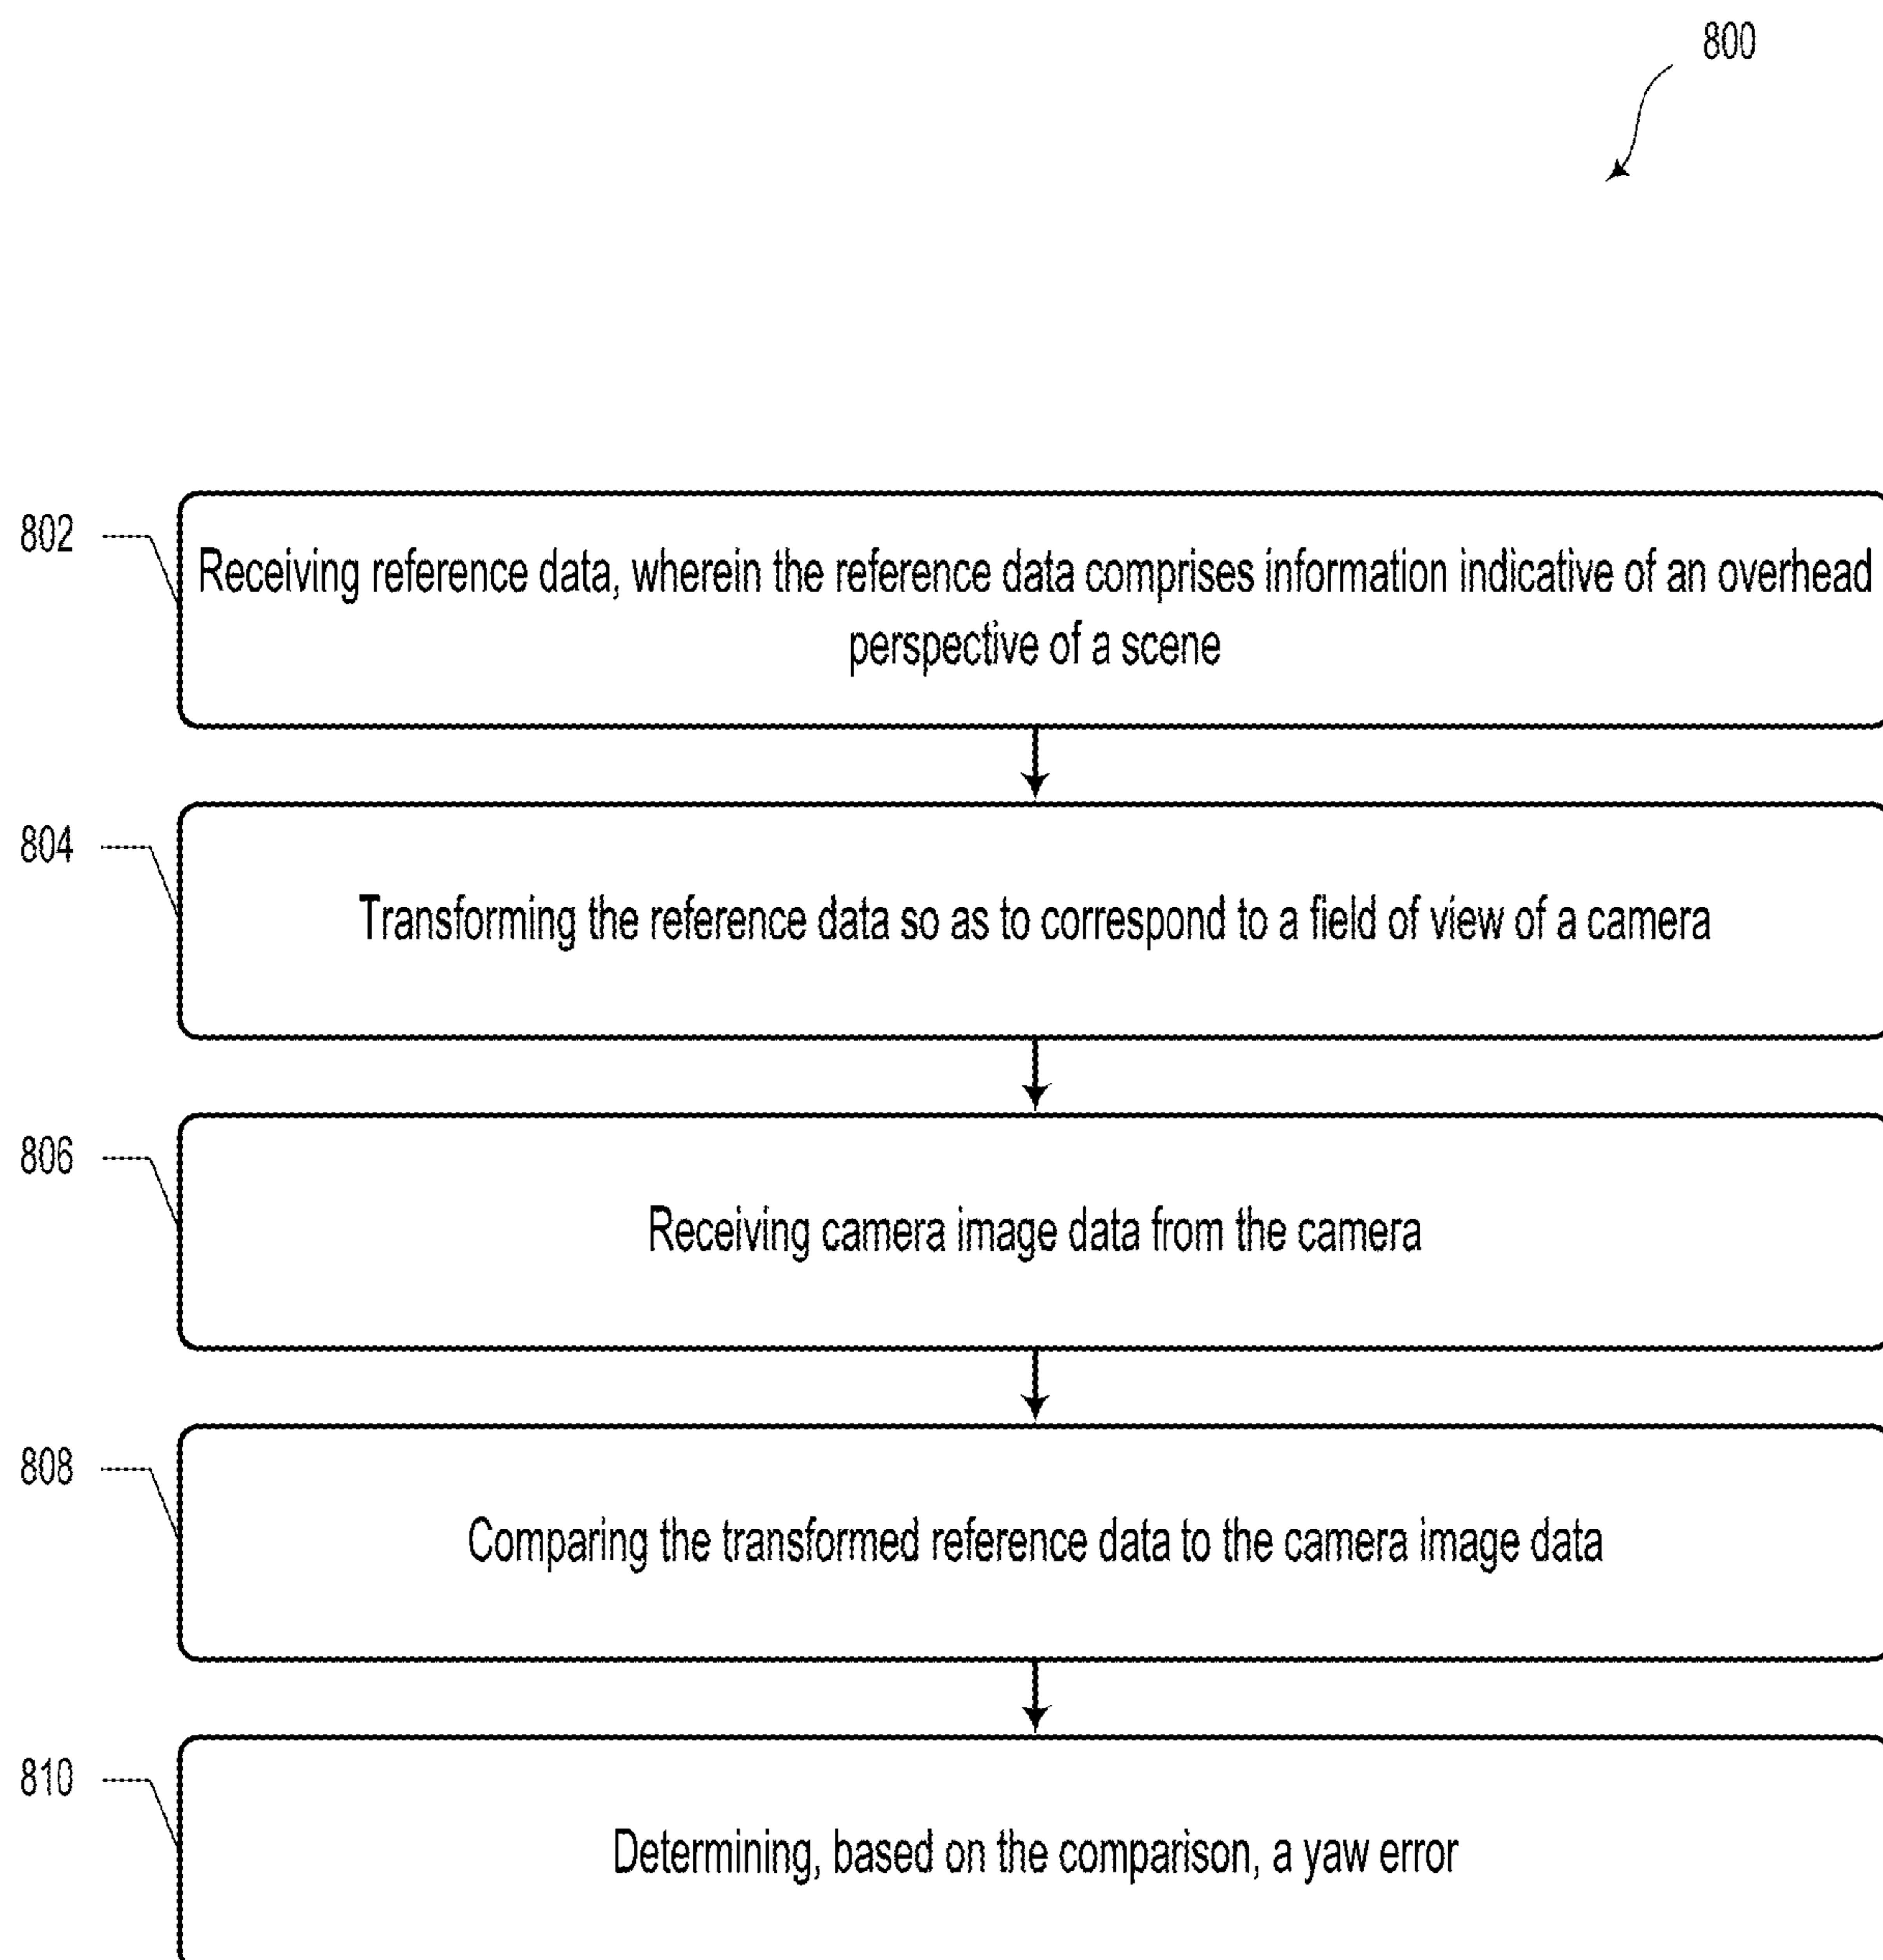 800
802
Receiving reference data, wherein the reference data comprises information indicative of an overhead
perspective of a scene
804
Transforming the reference data so as to correspond to a field of view of a camera
806
Receiving camera image data from the camera
808
Comparing the transformed reference data to the camera image data
810
Determining, based on the comparison, a yaw error